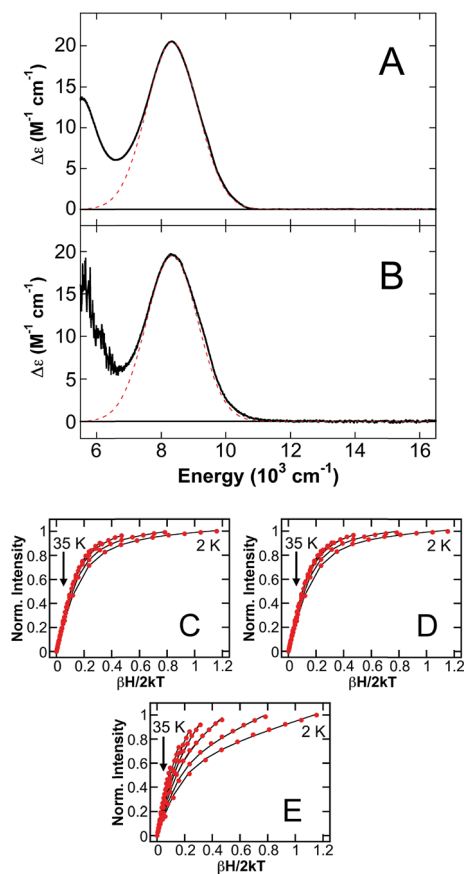 20
15
10
5
0
Δε (M⁻¹ cm⁻¹)
A
20
15
10
5
0
Δε (M⁻¹ cm⁻¹)
B
6 8 10 12 14 16
Energy (10³ cm⁻¹)
1
0.8
0.6
0.4
0.2
0
Norm. Intensity
35 K
2 K
C
0 0.2 0.4 0.6 0.8 1 1.2
βH/2kT
1
0.8
0.6
0.4
0.2
0
Norm. Intensity
35 K
2 K
D
0 0.2 0.4 0.6 0.8 1 1.2
βH/2kT
1
0.8
0.6
0.4
0.2
0
Norm. Intensity
35 K
2 K
E
0 0.2 0.4 0.6 0.8 1 1.2
βH/2kT